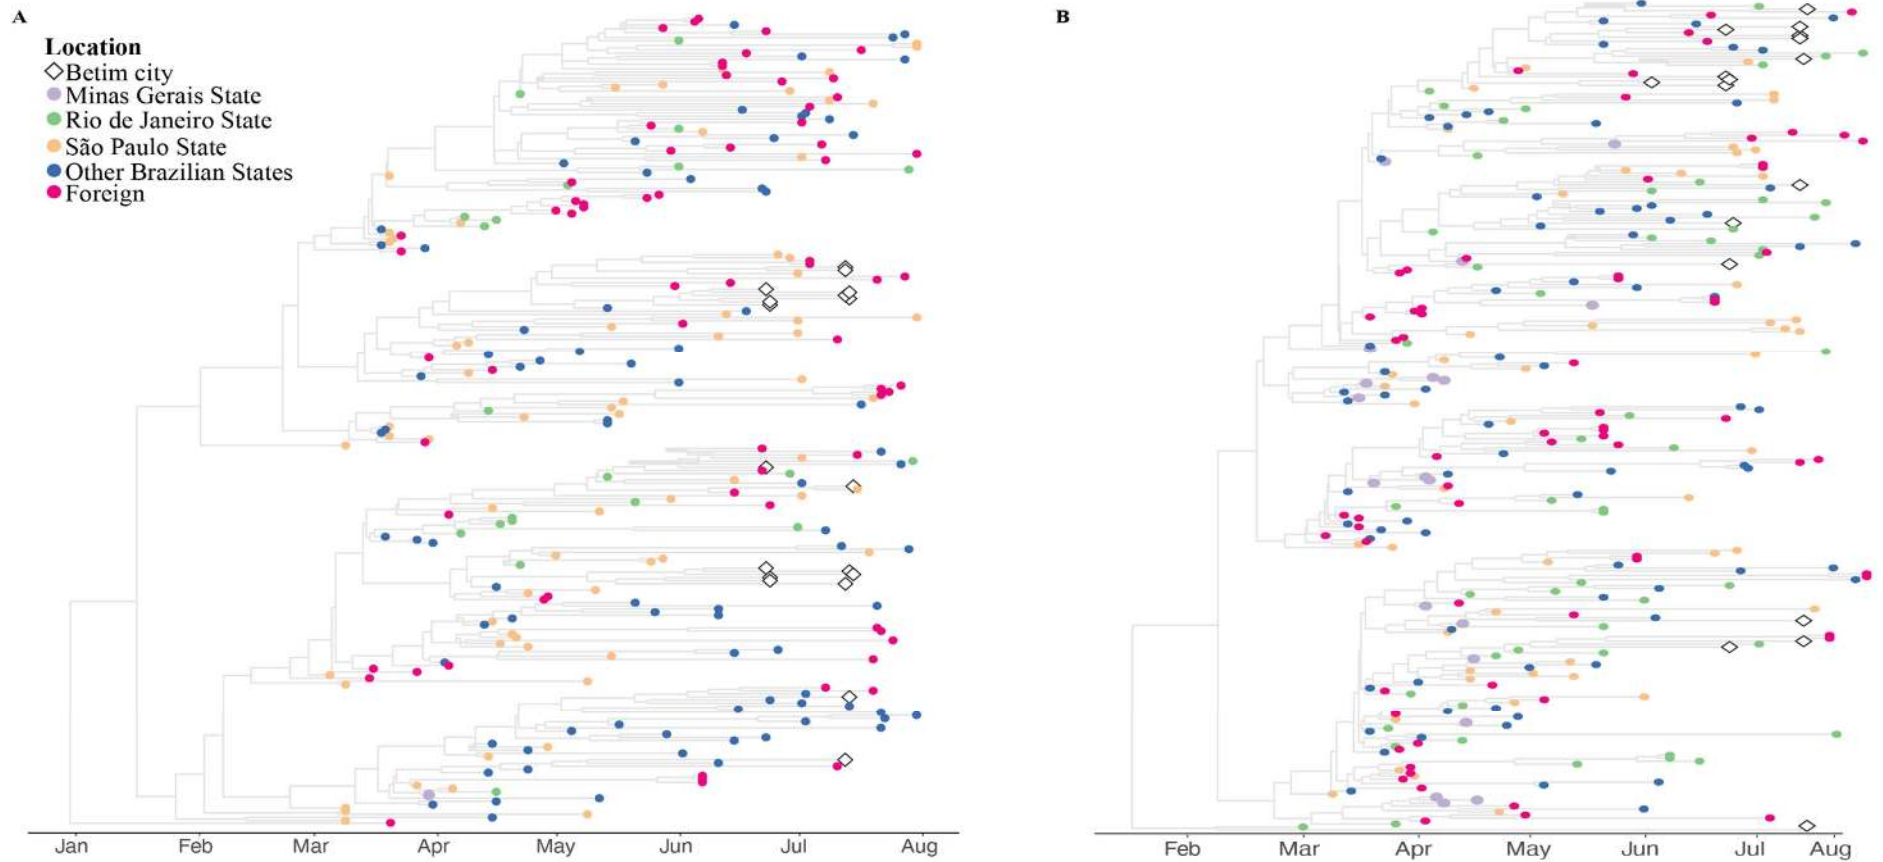 A
Location
Betim city
Minas Gerais State
Rio de Janeiro State
São Paulo State
Other Brazilian States
Foreign
Jan Feb Mar Apr May Jun Jul Aug
B
Feb Mar Apr May Jun Jul Aug